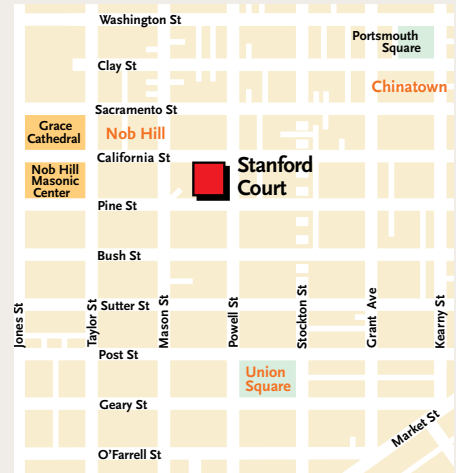 Washington St
Portsmouth
Square
Clay St
Chinatown
Sacramento St
Grace
Cathedral
Nob Hill
California St
Stanford
Court
Nob Hill
Masonic
Center
Pine St
Bush St
Jones St
Taylor St
Sutter St
Mason St
Powell St
Stockton St
Grant Ave
Kearny St
Post St
Union
Square
Geary St
Market St
O'Farrell St